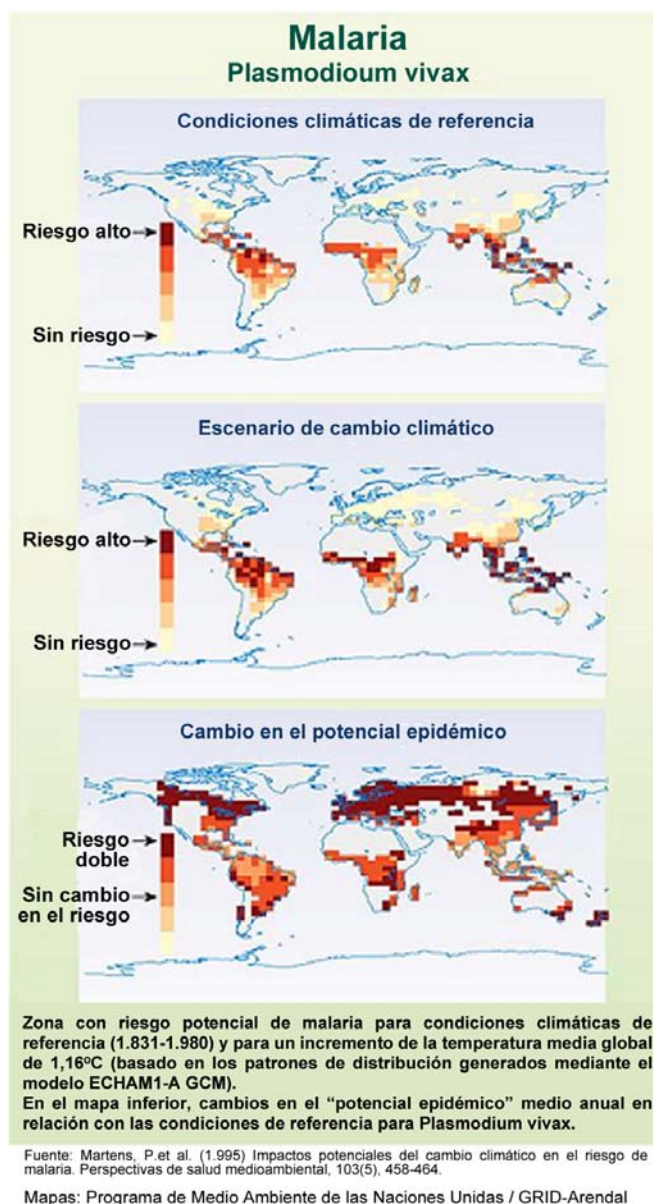 Malaria
Plasmodioum vivax
Condiciones climáticas de referencia
Riesgo alto
Sin riesgo
Escenario de cambio climático
Riesgo alto
Sin riesgo
Cambio en el potencial epidémico
Riesgo
doble
Sin cambio
en el riesgo
Zona con riesgo potencial de malaria para condiciones climáticas de
referencia (1.831-1.980) y para un incremento de la temperatura media global
de 1,16ºC (basado en los patrones de distribución generados mediante el
modelo ECHAM1-A GCM).
En el mapa inferior, cambios en el “potencial epidémico” medio anual en
relación con las condiciones de referencia para Plasmodium vivax.
Fuente: Martens, P.et al. (1.995) Impactos potenciales del cambio climático en el riesgo de
malaria. Perspectivas de salud medioambiental, 103(5), 458-464.
Mapas: Programa de Medio Ambiente de las Naciones Unidas / GRID-Arendal